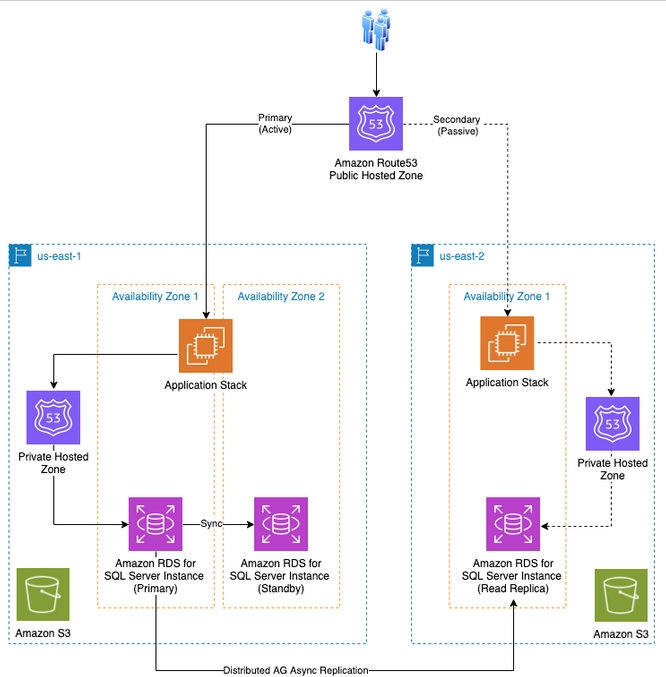 Primary
(Active)
53
Secondary
(Passive)
Amazon Route53
Public Hosted Zone
us-east-1
Availability Zone 1
Availability Zone 2
Application Stack
53
Private Hosted
Zone
Sync
Amazon RDS for
SQL Server Instance
(Primary)
Amazon RDS for
SQL Server Instance
(Standby)
Amazon S3
us-east-2
Availability Zone 1
Application Stack
53
Private Hosted
Zone
Amazon RDS for
SQL Server Instance
(Read Replica)
Amazon S3
Distributed AG Async Replication